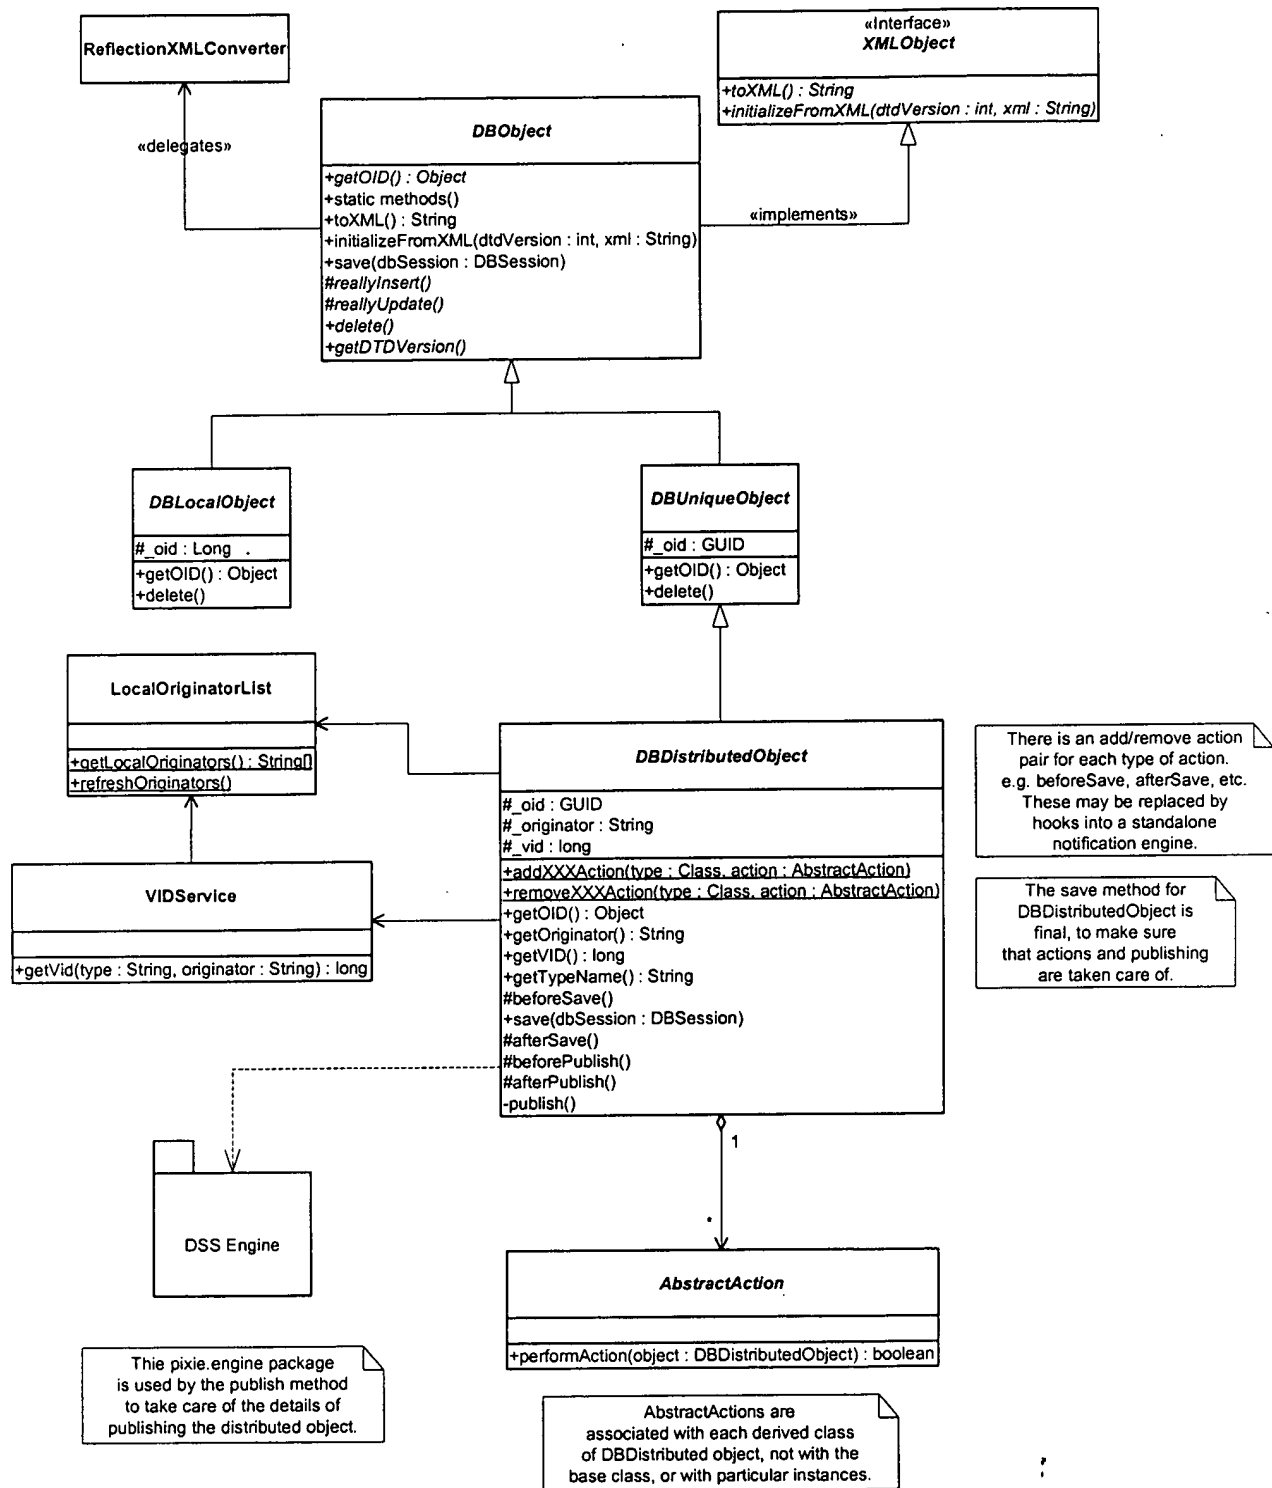 ReflectionXMLConverter
«Interface»
XMLObject
+toXML() : String
+initializeFromXML(dtdVersion : int, xml : String)
«delegates»
DBObject
+getOID() : Object
+static methods()
+toXML() : String
+initializeFromXML(dtdVersion : int, xml : String)
+save(dbSession : DBSession)
#reallyInsert()
#reallyUpdate()
+delete()
+getDTDVersion()
«implements»
DBLocalObject
#_oid : Long
+getOID() : Object
+delete()
DBUniqueObject
#_oid : GUID
+getOID() : Object
+delete()
LocalOriginatorList
+getLocalOriginators() : String[]
+refreshOriginators()
VIDService
+getVid(type : String, originator : String) : long
DBDistributedObject
#_oid : GUID
#_originator : String
#_vid : long
+addXXXAction(type : Class, action : AbstractAction)
+removeXXXAction(type : Class, action : AbstractAction)
+getOID() : Object
+getOriginator() : String
+getVID() : long
+getTypeName() : String
#beforeSave()
+save(dbSession : DBSession)
#afterSave()
#beforePublish()
#afterPublish()
-publish()
There is an add/remove action
pair for each type of action.
e.g. beforeSave, afterSave, etc.
These may be replaced by
hooks into a standalone
notification engine.
The save method for
DBDistributedObject is
final, to make sure
that actions and publishing
are taken care of.
1
*
DSS Engine
AbstractAction
+performAction(object : DBDistributedObject) : boolean
Thie pixie.engine package
is used by the publish method
to take care of the details of
publishing the distributed object.
AbstractActions are
associated with each derived class
of DBDistributed object, not with the
base class, or with particular instances.